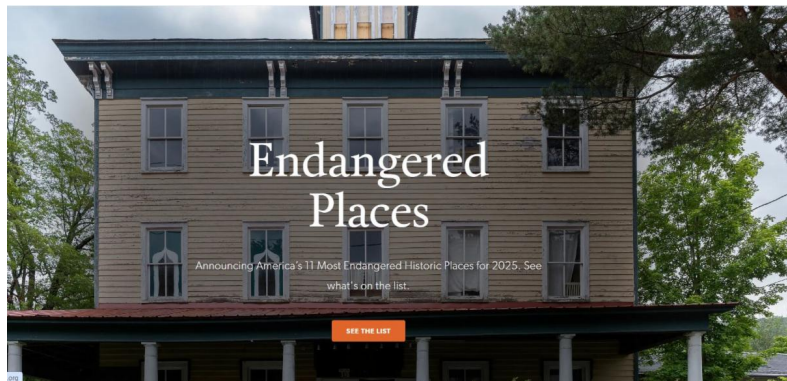 Endangered
Places
Announcing America's 11 Most Endangered Historic Places for 2025. See
what's on the list.
SEE THE LIST
.org